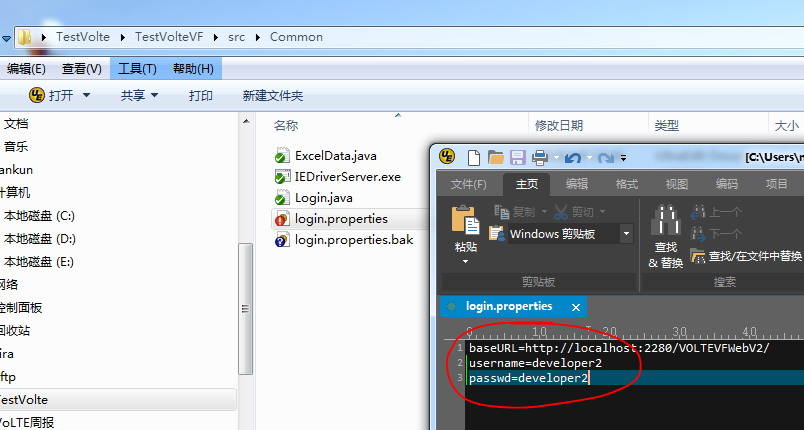 TestVolte TestVolteVF src Common
编辑(E) 查看(V) 工具(T) 帮助(H)
打开 共享 打印 新建文件夹
文档
音乐
ankun
计算机
本地磁盘 (C:)
本地磁盘 (D:)
本地磁盘 (E:)
网络
控制面板
回收站
ira
ftp
TestVolte
VoLTE周报
名称 修改日期 类型 大小
ExcelData.java
IEDriverServer.exe
Login.java
login.properties
login.properties.bak
[C:\Users\
文件(F) 主页 编辑 格式 视图 编码 项目
粘贴
复制 剪切
Windows 剪贴板
剪贴板
查找
& 替换
上一个
下一个
查找/在文件中替换
搜索
login.properties
0 1,0 2,0 3,0 4,0
1 baseURL=http://localhost:2280/VOLTEVFWebV2/
2 username=developer2
3 passwd=developer2